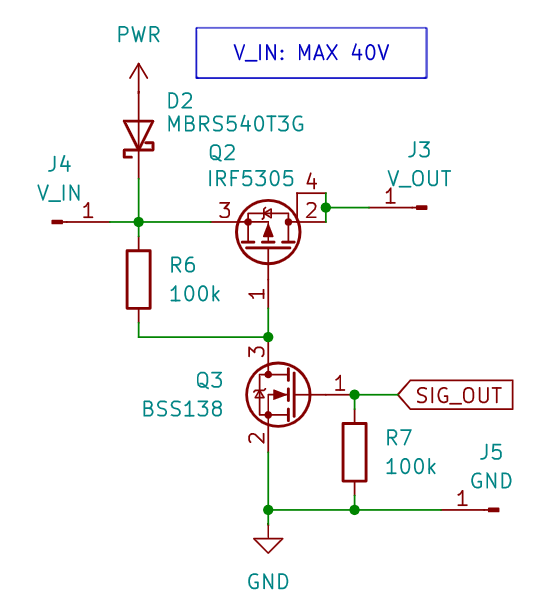 PWR
V_IN: MAX 40V
D2
MBRS540T3G
J4
V_IN
1
Q2
IRF5305
3
4
2
1
J3
V_OUT
1
R6
100k
3
Q3
BSS138
1
2
SIG_OUT
R7
100k
J5
GND
1
GND